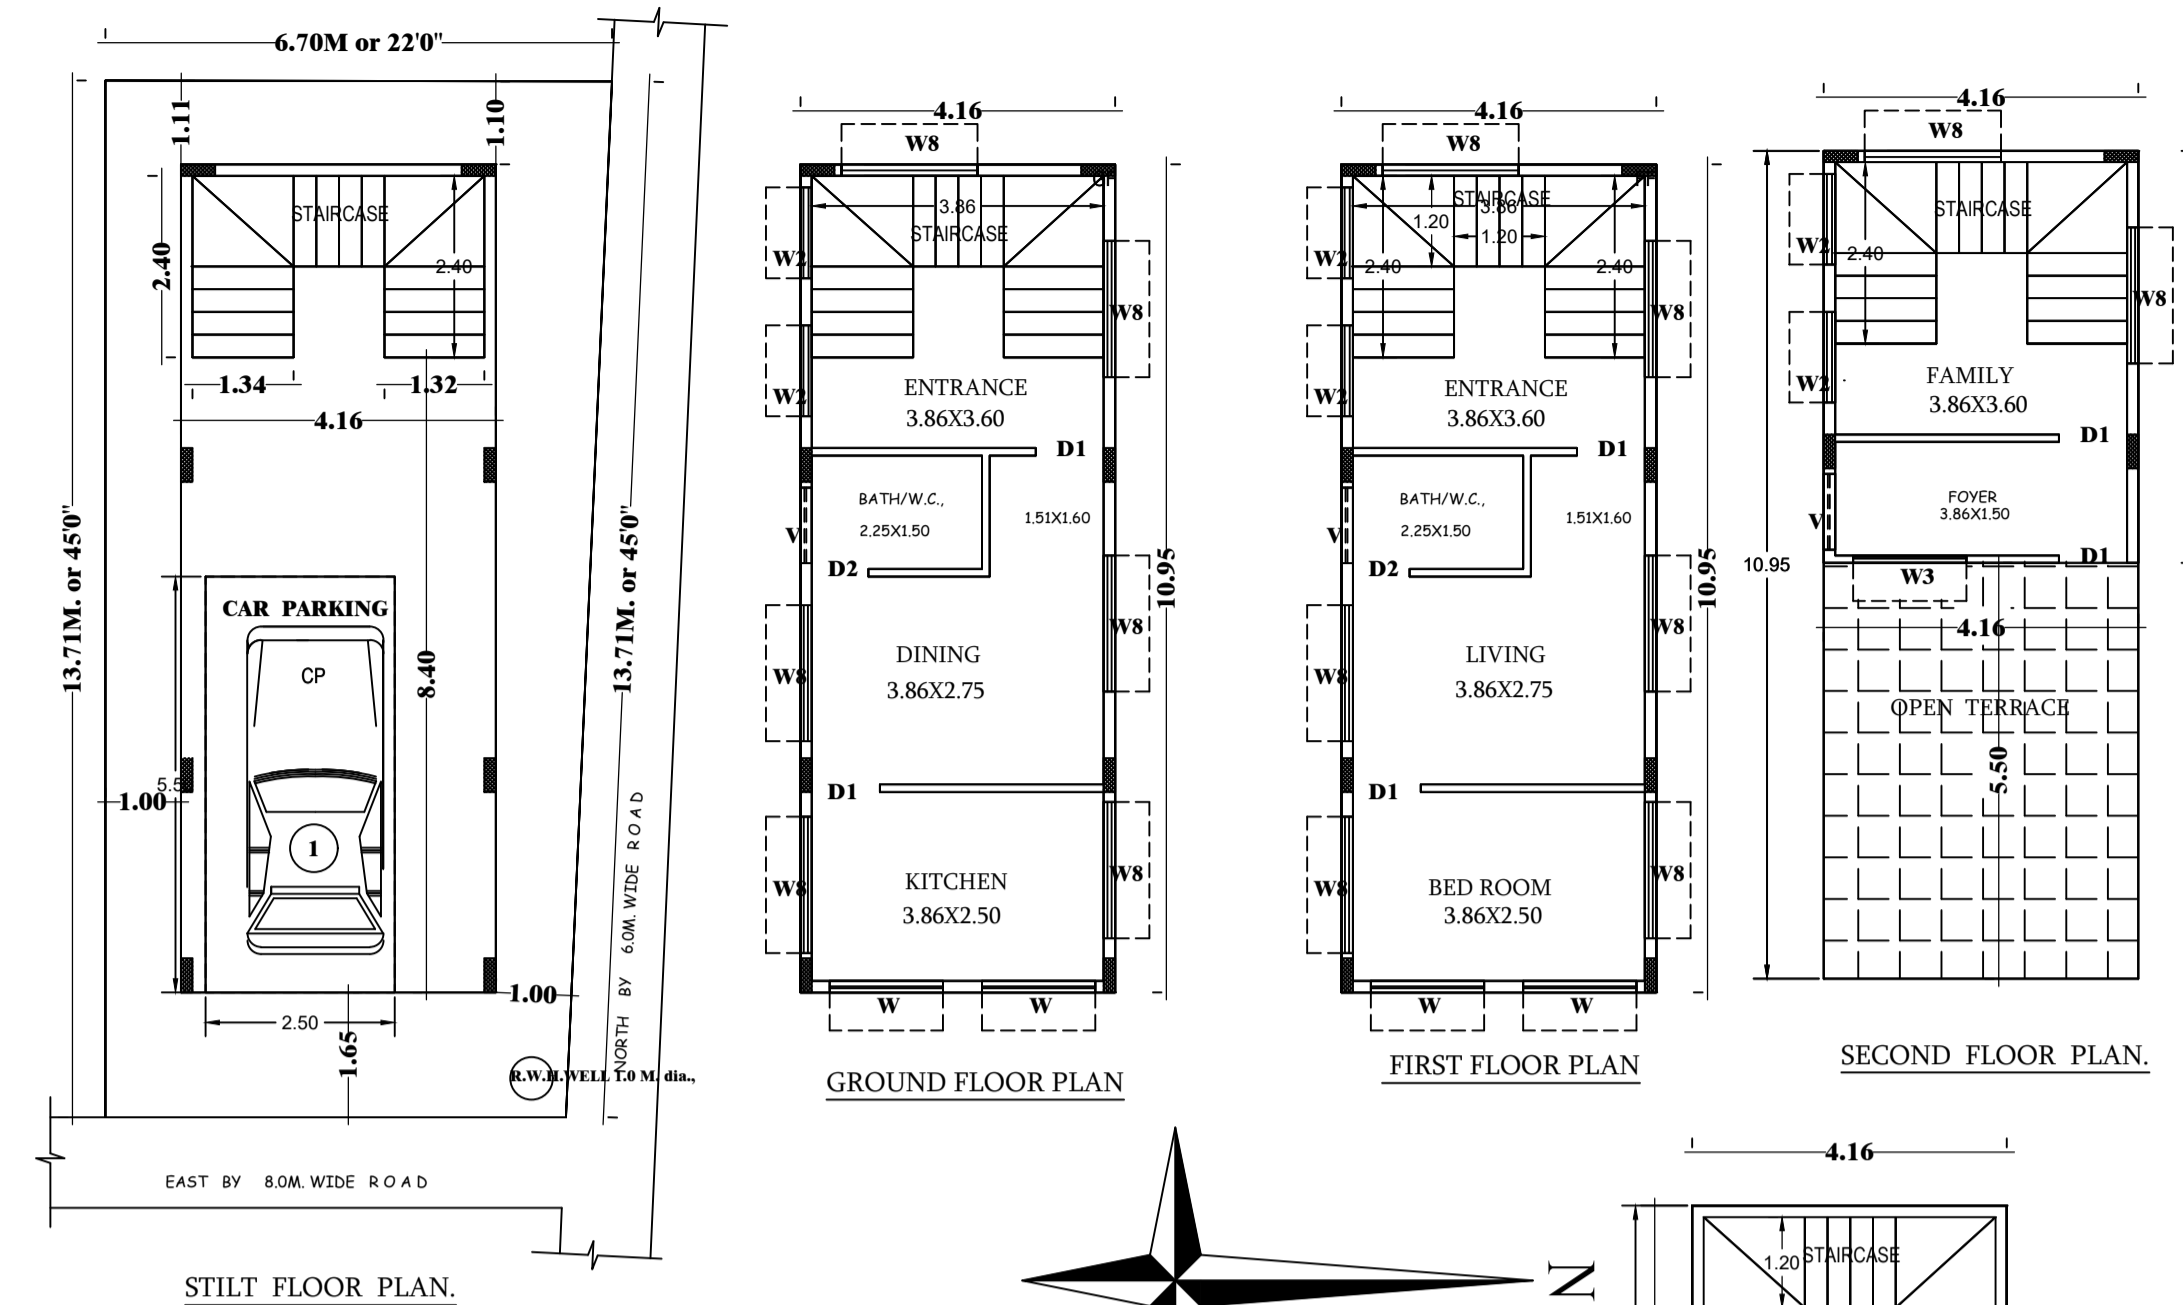 6.70M or 22'0"
1.11
1.10
STAIRCASE
2.40
2.40
1.34
1.32
4.16
13.71M. or 45'0"
13.71M. or 45'0"
CAR PARKING
CP
8.40
5.5
1.00
1
1.00
2.50
1.65
NORTH BY 6.0M. WIDE ROAD
R.W.H.WELL 1.0 M. dia.,
EAST BY 8.0M. WIDE ROAD
STILT FLOOR PLAN.
4.16
W8
3.86
STAIRCASE
W2
W8
ENTRANCE
3.86X3.60
W2
D1
BATH/W.C.,
2.25X1.50
1.51X1.60
V
D2
10.95
W8
DINING
3.86X2.75
W8
D1
KITCHEN
3.86X2.50
W8
W8
W
W
GROUND FLOOR PLAN
4.16
W8
STAIRCASE
3.86
1.20
1.20
2.40
2.40
W2
W8
ENTRANCE
3.86X3.60
W2
D1
BATH/W.C.,
2.25X1.50
1.51X1.60
V
D2
10.95
W8
LIVING
3.86X2.75
W8
D1
BED ROOM
3.86X2.50
W8
W8
W
W
FIRST FLOOR PLAN
4.16
W8
STAIRCASE
W2
2.40
W8
FAMILY
3.86X3.60
W2
D1
FOYER
3.86X1.50
V
D1
10.95
W3
4.16
OPEN TERRACE
5.50
SECOND FLOOR PLAN.
N
4.16
1.20
STAIRCASE